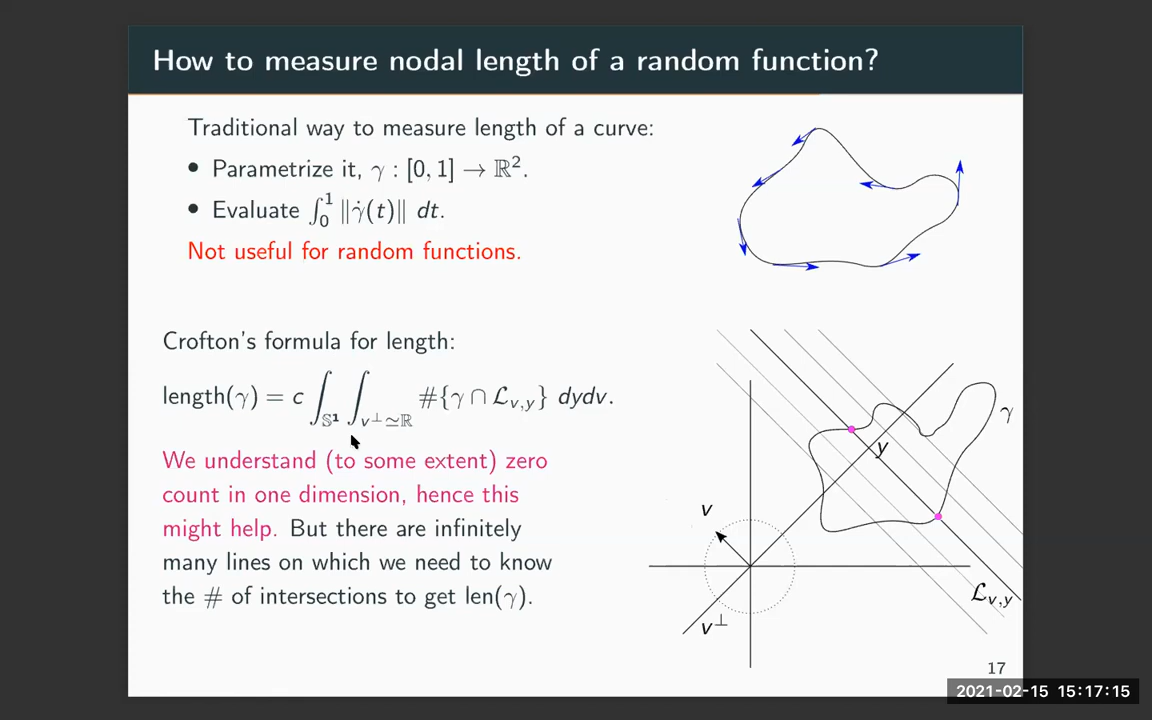 How to measure nodal length of a random function?
Traditional way to measure length of a curve:
• Parametrize it, γ : [0, 1] → ℝ².
• Evaluate ∫₀¹ ‖γ̇(t)‖ dt.
Not useful for random functions.
Crofton's formula for length:
length(γ) = c ∫_{𝕊¹} ∫_{v^⊥≃ℝ} #{γ ∩ ℒ_{v,y}} dydv.
We understand (to some extent) zero
count in one dimension, hence this
might help. But there are infinitely
many lines on which we need to know
the # of intersections to get len(γ).
γ
y
v
ℒ_{v,y}
v^⊥
17
2021-02-15 15:17:15